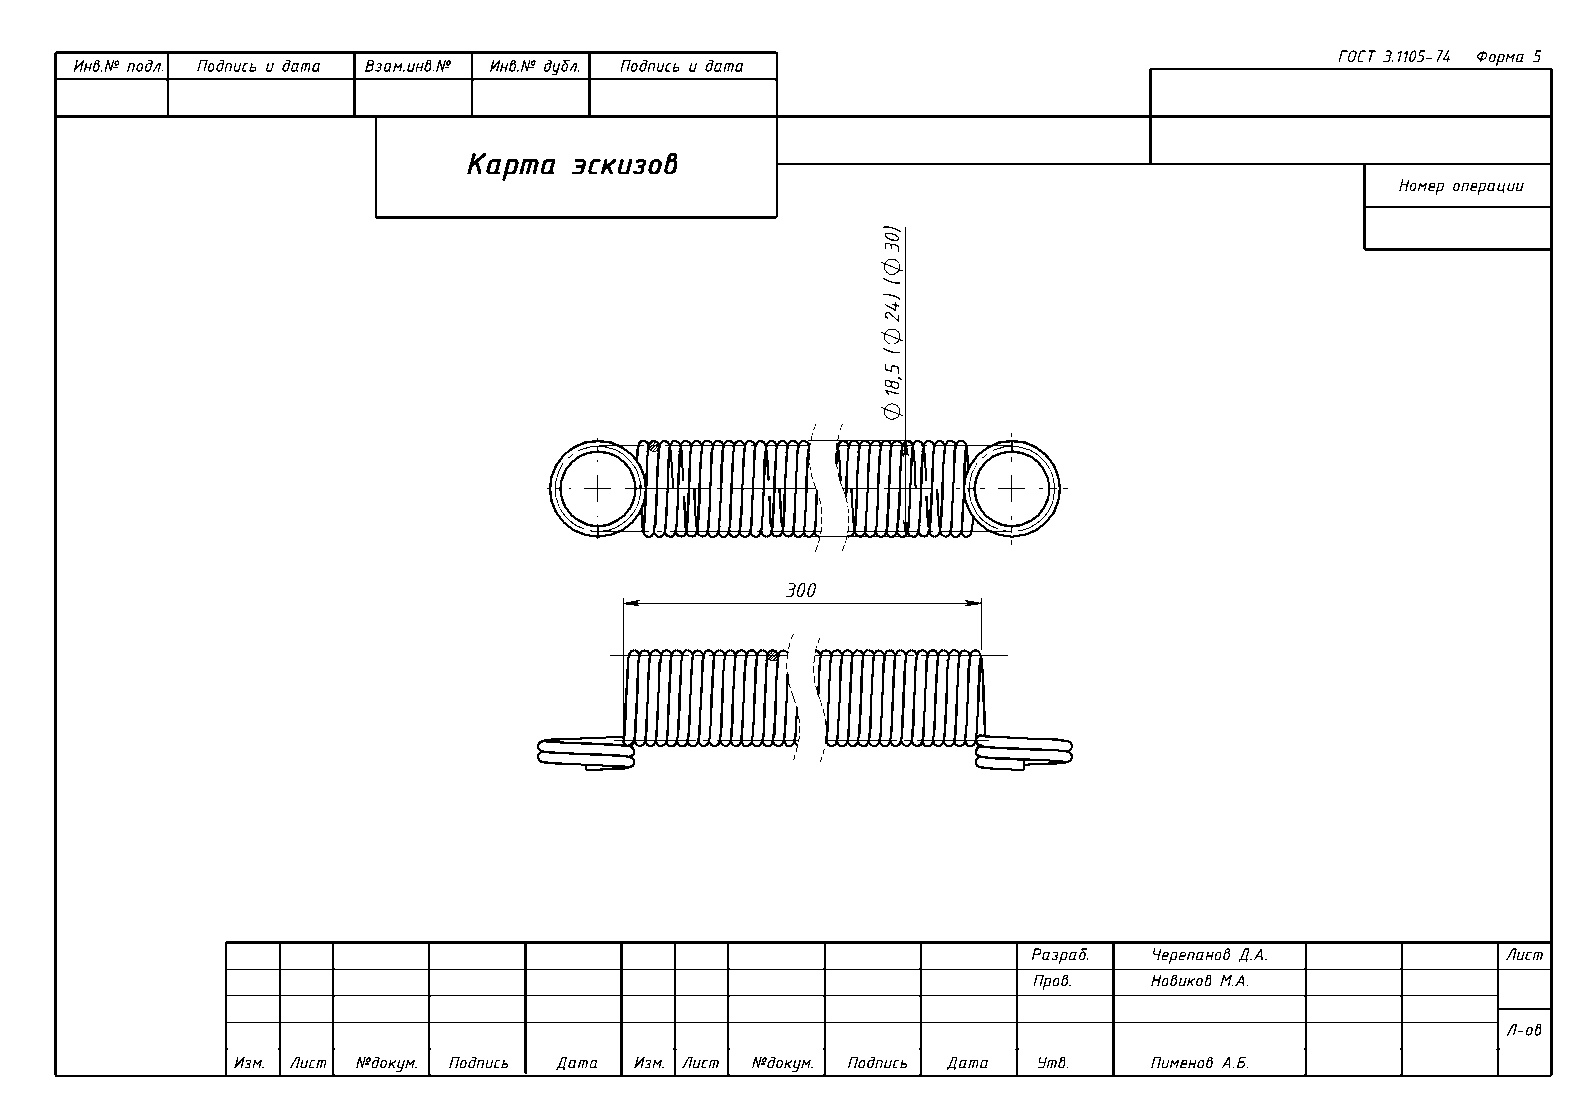 ГОСТ 3.1105-74 Форма 5
Инв.№ подл. Подпись и дата Взам.инв.№ Инв.№ дубл. Подпись и дата
Карта эскизов
Номер операции
⌀ 18,5 (⌀ 24) (⌀ 30)
300
Разраб. Черепанов Д.А. Лист
Пров. Новиков М.А.
Л-ов
Изм. Лист №докум. Подпись Дата Изм. Лист №докум. Подпись Дата Утв. Пименов А.Б.